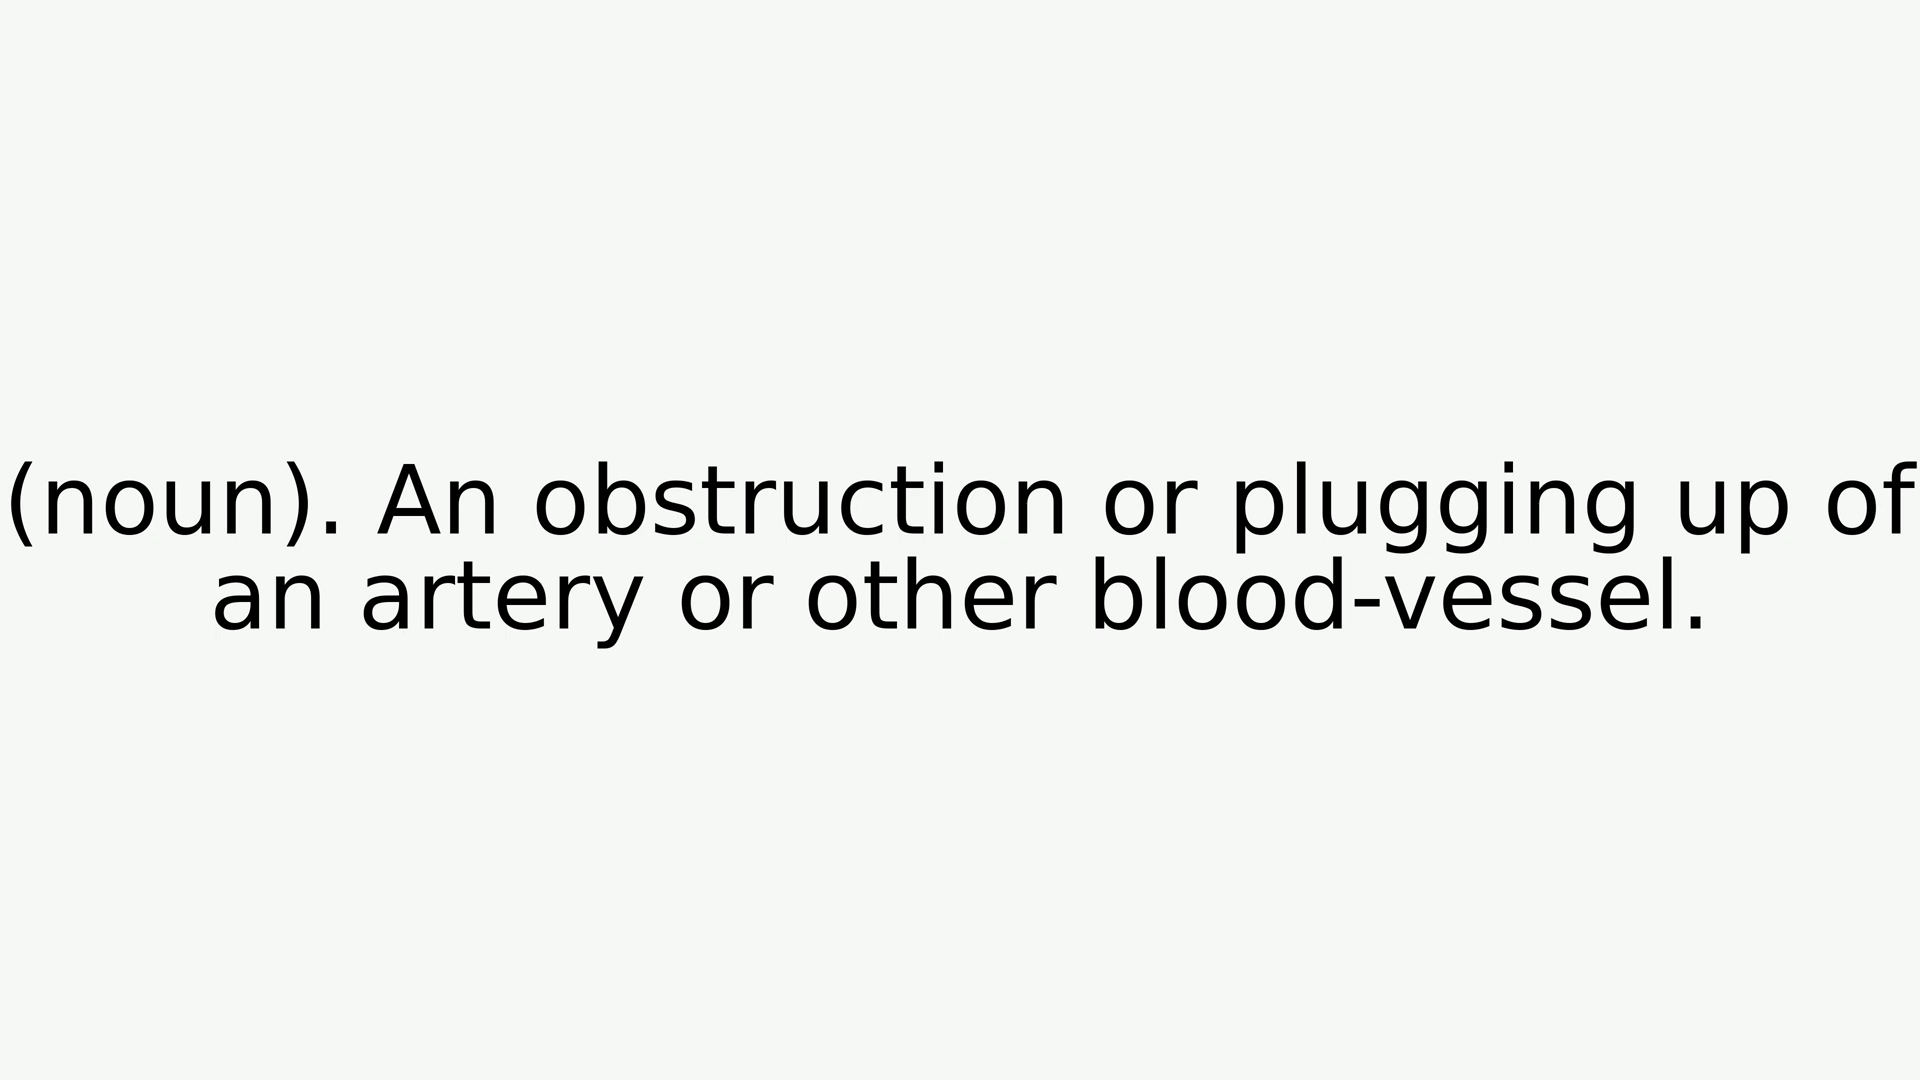 (noun). An obstruction or plugging up of
an artery or other blood-vessel.